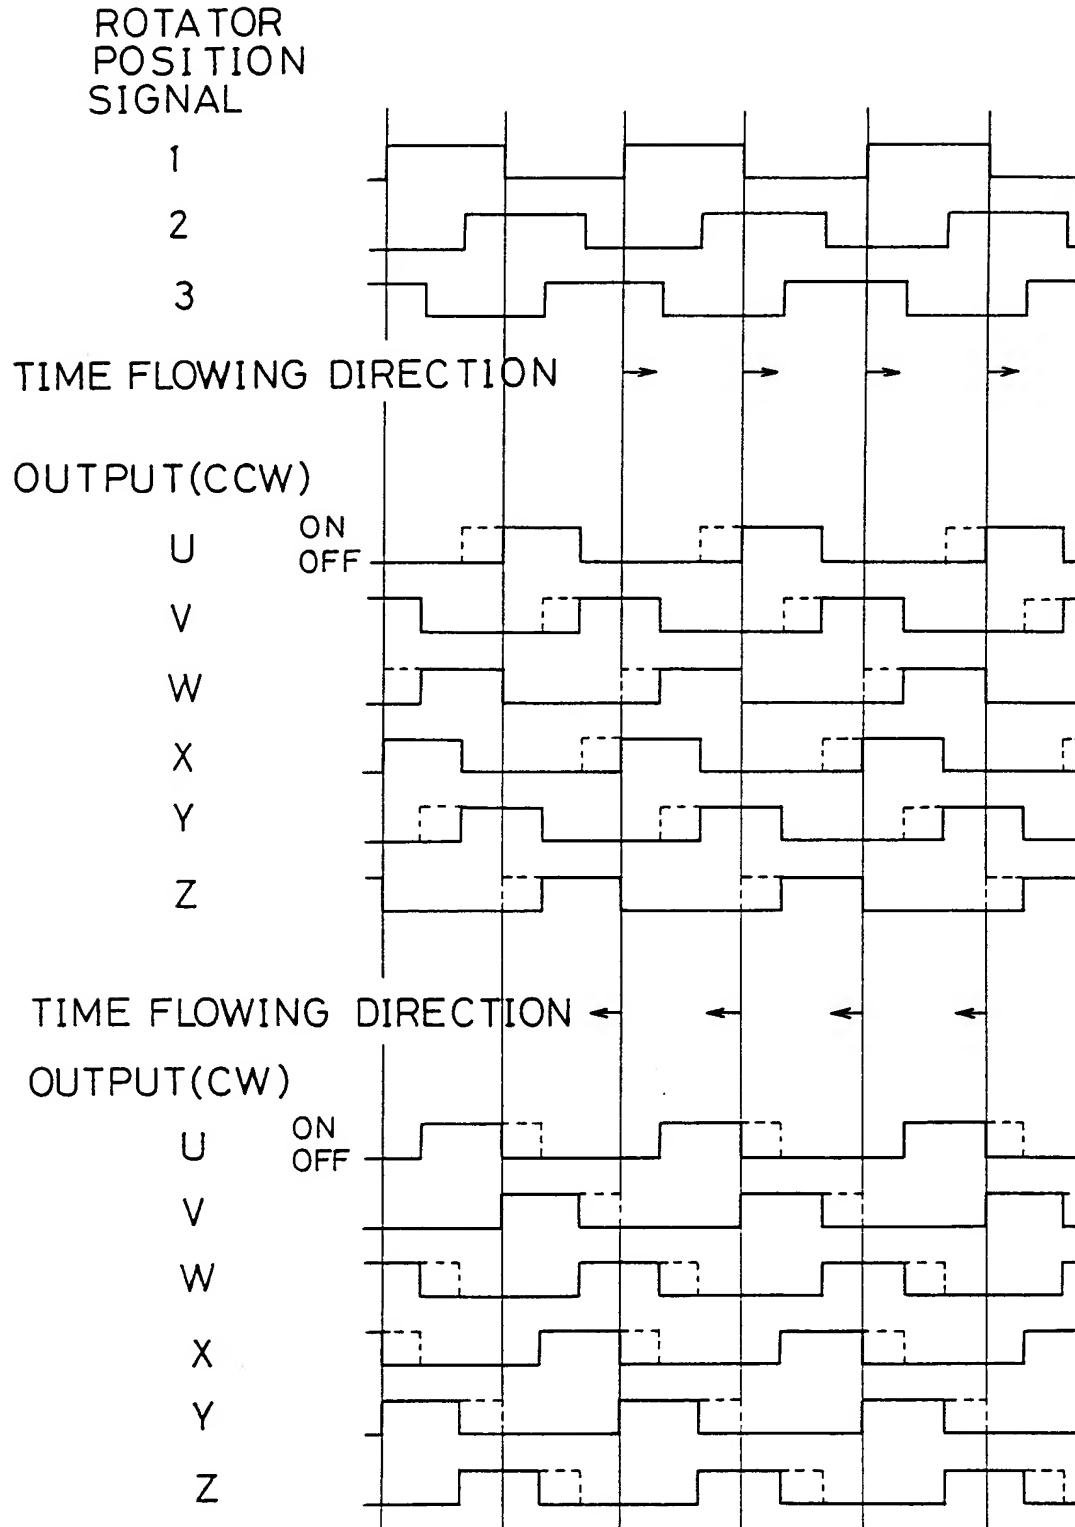 ROTATOR
POSITION
SIGNAL
1
2
3
TIME FLOWING DIRECTION
OUTPUT(CCW)
U
ON
OFF
V
W
X
Y
Z
TIME FLOWING DIRECTION
OUTPUT(CW)
U
ON
OFF
V
W
X
Y
Z